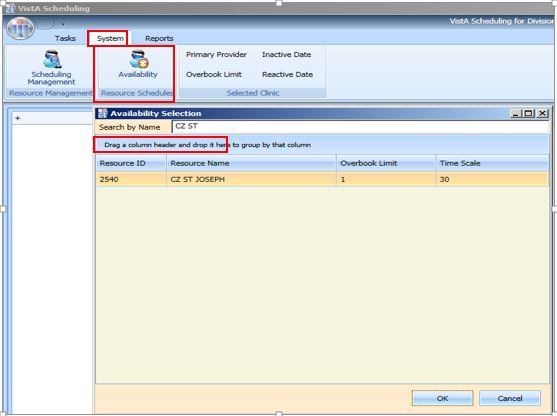 VistA Scheduling
VistA Scheduling for Division
Tasks System Reports
Scheduling Management
Resource Management
Availability
Resource Schedules
Primary Provider Inactive Date
Overbook Limit Reactive Date
Selected Clinic
+
Availability Selection
Search by Name CZ ST
Drag a column header and drop it here to group by that column
Resource ID Resource Name Overbook Limit Time Scale
2540 CZ ST JOSEPH 1 30
OK Cancel